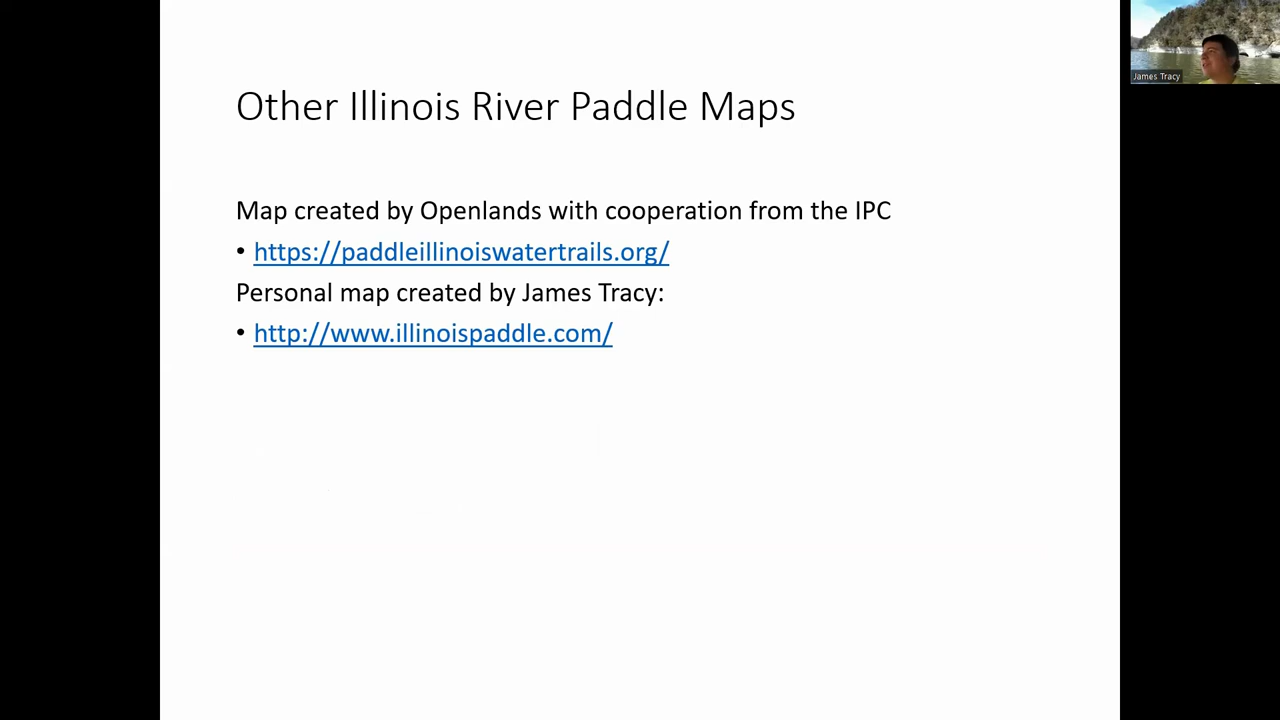 Other Illinois River Paddle Maps
Map created by Openlands with cooperation from the IPC
• https://paddleillinoiswatertrails.org/
Personal map created by James Tracy:
• http://www.illinoispaddle.com/
James Tracy